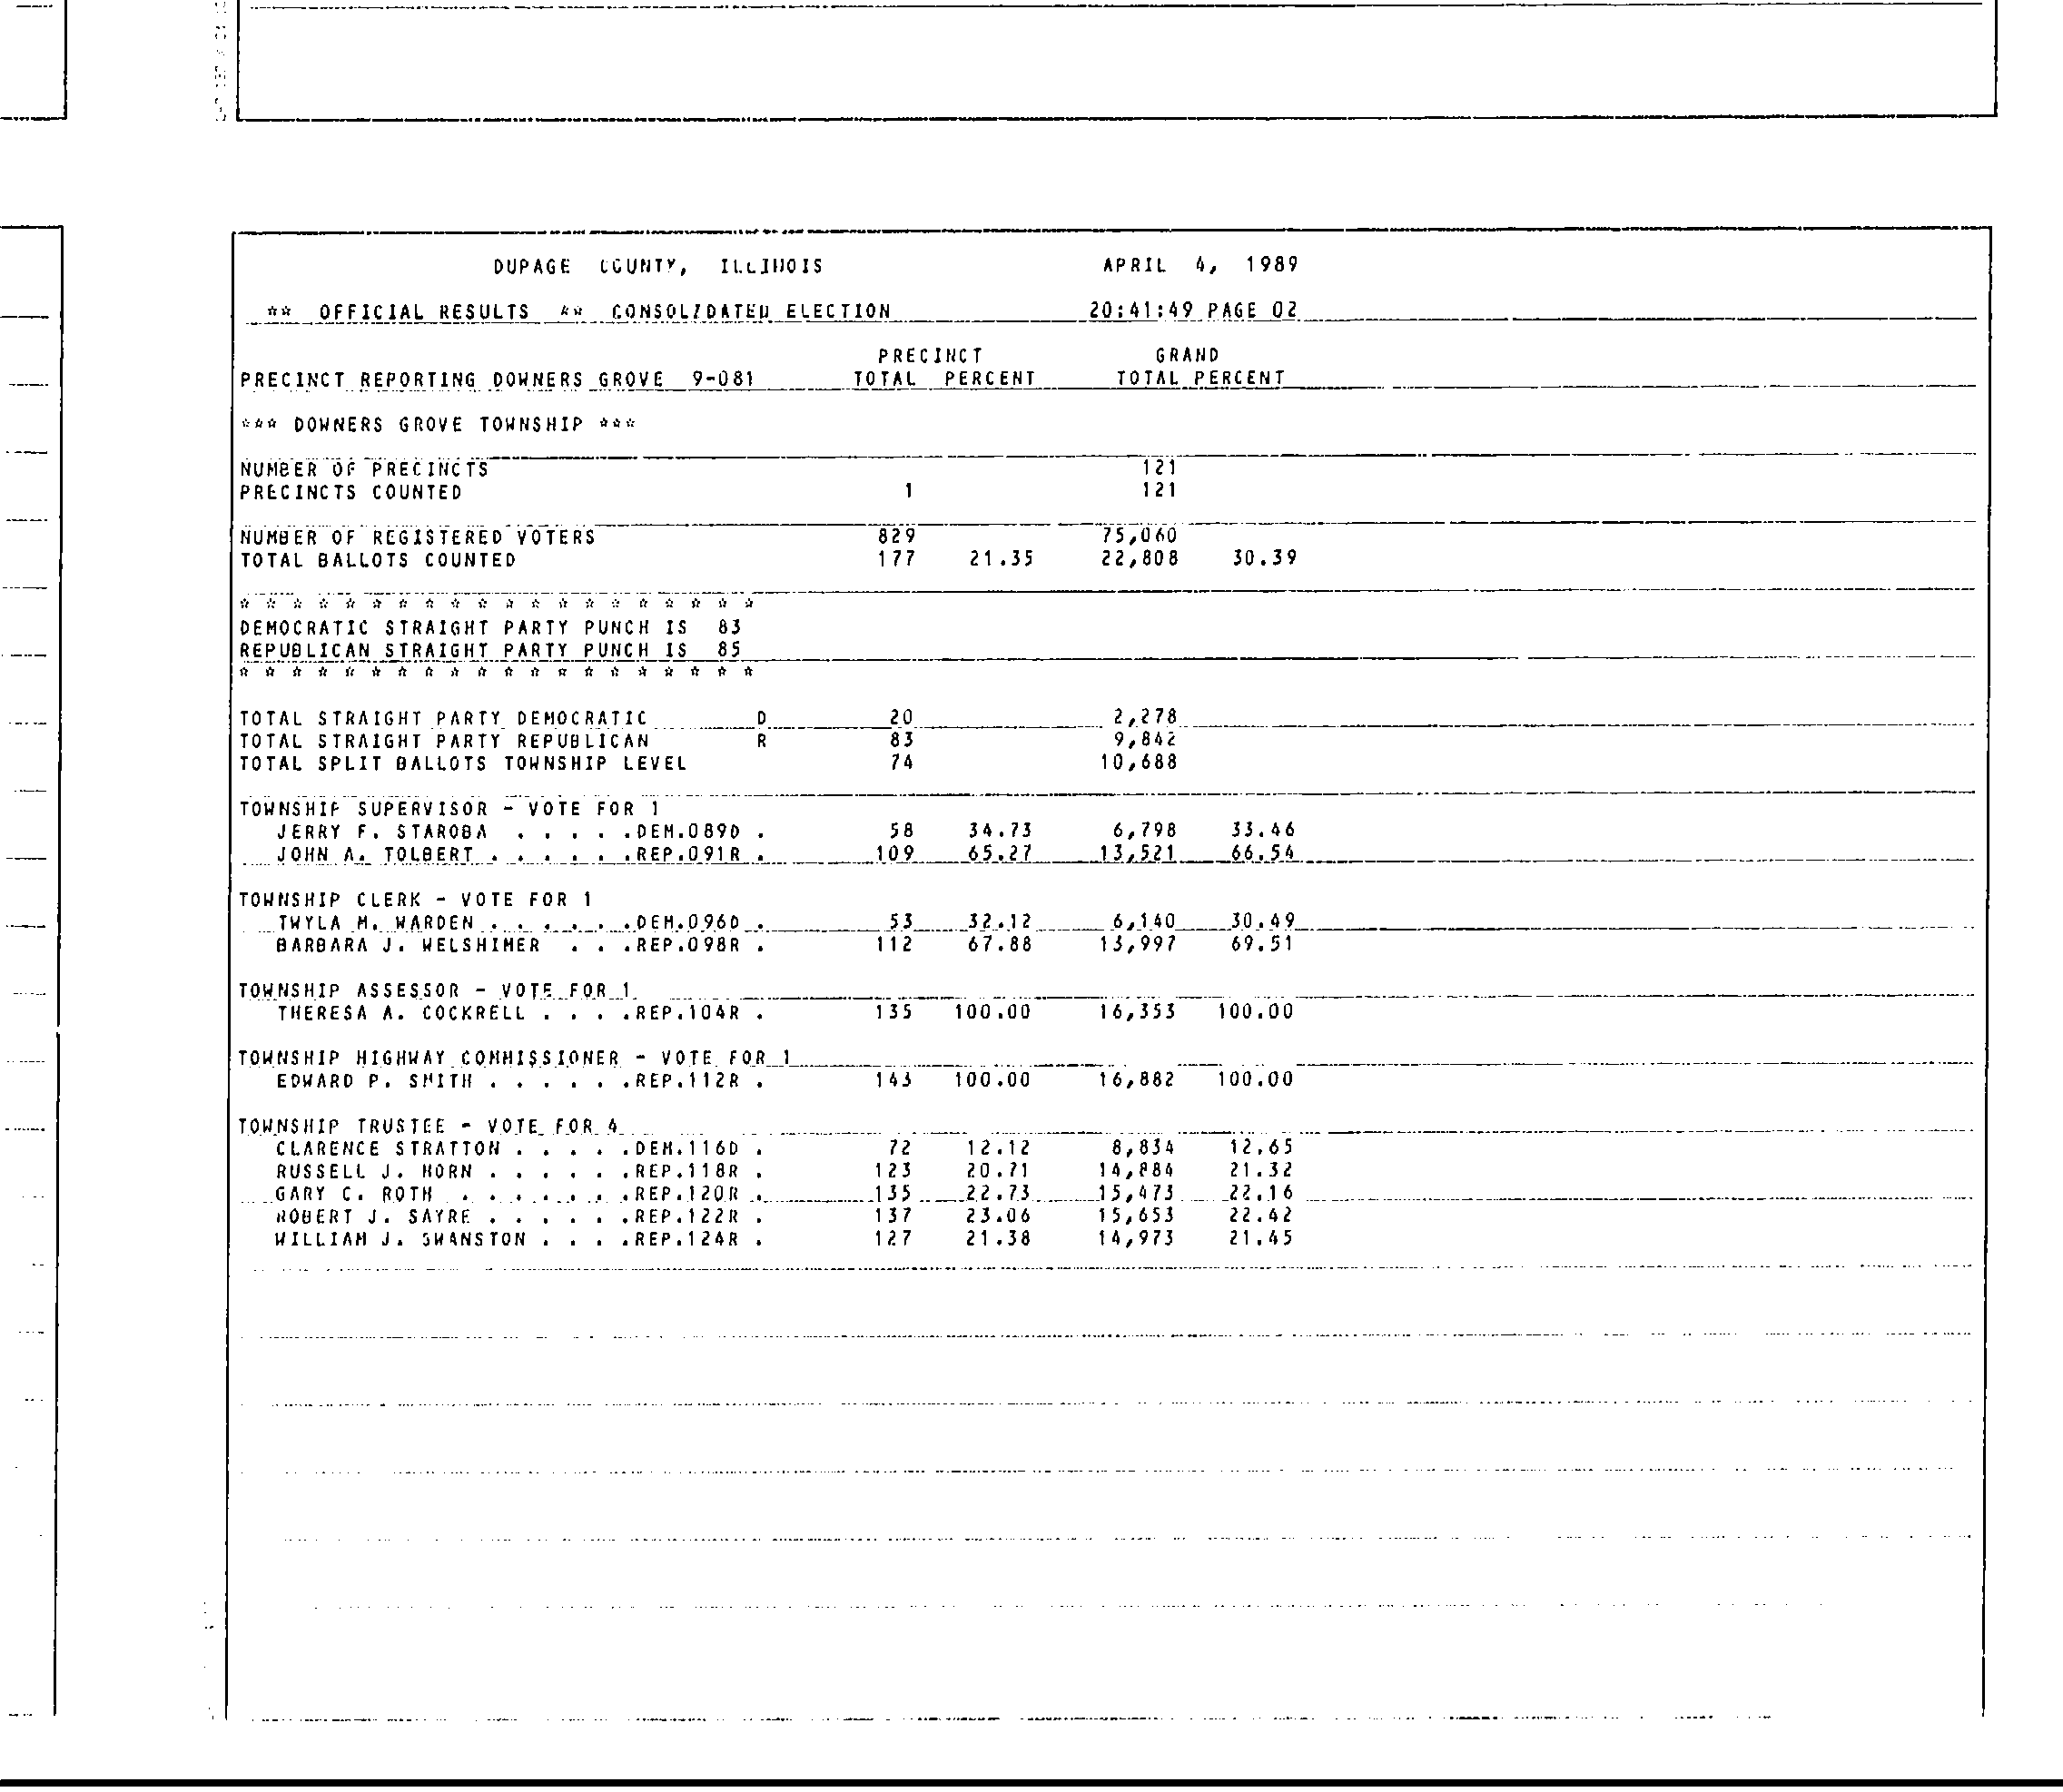 DUPAGE COUNTY, ILLINOIS APRIL 4, 1989
** OFFICIAL RESULTS ** CONSOLIDATED ELECTION 20:41:49 PAGE 02
PRECINCT GRAND
PRECINCT REPORTING DOWNERS GROVE 9-081 TOTAL PERCENT TOTAL PERCENT
*** DOWNERS GROVE TOWNSHIP ***
NUMBER OF PRECINCTS 121
PRECINCTS COUNTED 1 121
NUMBER OF REGISTERED VOTERS 829 75,060
TOTAL BALLOTS COUNTED 177 21.35 22,808 30.39
* * * * * * * * * * * * * * * * * * * *
DEMOCRATIC STRAIGHT PARTY PUNCH IS 83
REPUBLICAN STRAIGHT PARTY PUNCH IS 85
* * * * * * * * * * * * * * * * * * * *
TOTAL STRAIGHT PARTY DEMOCRATIC D 20 2,278
TOTAL STRAIGHT PARTY REPUBLICAN R 83 9,842
TOTAL SPLIT BALLOTS TOWNSHIP LEVEL 74 10,688
TOWNSHIP SUPERVISOR - VOTE FOR 1
JERRY F. STAROBA . . . . .DEM.089D . 58 34.73 6,798 33.46
JOHN A. TOLBERT . . . . . .REP.091R . 109 65.27 13,521 66.54
TOWNSHIP CLERK - VOTE FOR 1
TWYLA M. WARDEN . . . . . .DEM.096D . 53 32.12 6,140 30.49
BARBARA J. WELSHIMER . . .REP.098R . 112 67.88 13,997 69.51
TOWNSHIP ASSESSOR - VOTE FOR 1
THERESA A. COCKRELL . . . .REP.104R . 135 100.00 16,353 100.00
TOWNSHIP HIGHWAY COMMISSIONER - VOTE FOR 1
EDWARD P. SMITH . . . . . .REP.112R . 143 100.00 16,882 100.00
TOWNSHIP TRUSTEE - VOTE FOR 4
CLARENCE STRATTON . . . . .DEM.116D . 72 12.12 8,834 12.65
RUSSELL J. HORN . . . . . .REP.118R . 123 20.71 14,884 21.32
GARY C. ROTH . . . . . . .REP.120R . 135 22.73 15,473 22.16
ROBERT J. SAYRE . . . . . .REP.122R . 137 23.06 15,653 22.42
WILLIAM J. SWANSTON . . . .REP.124R . 127 21.38 14,973 21.45